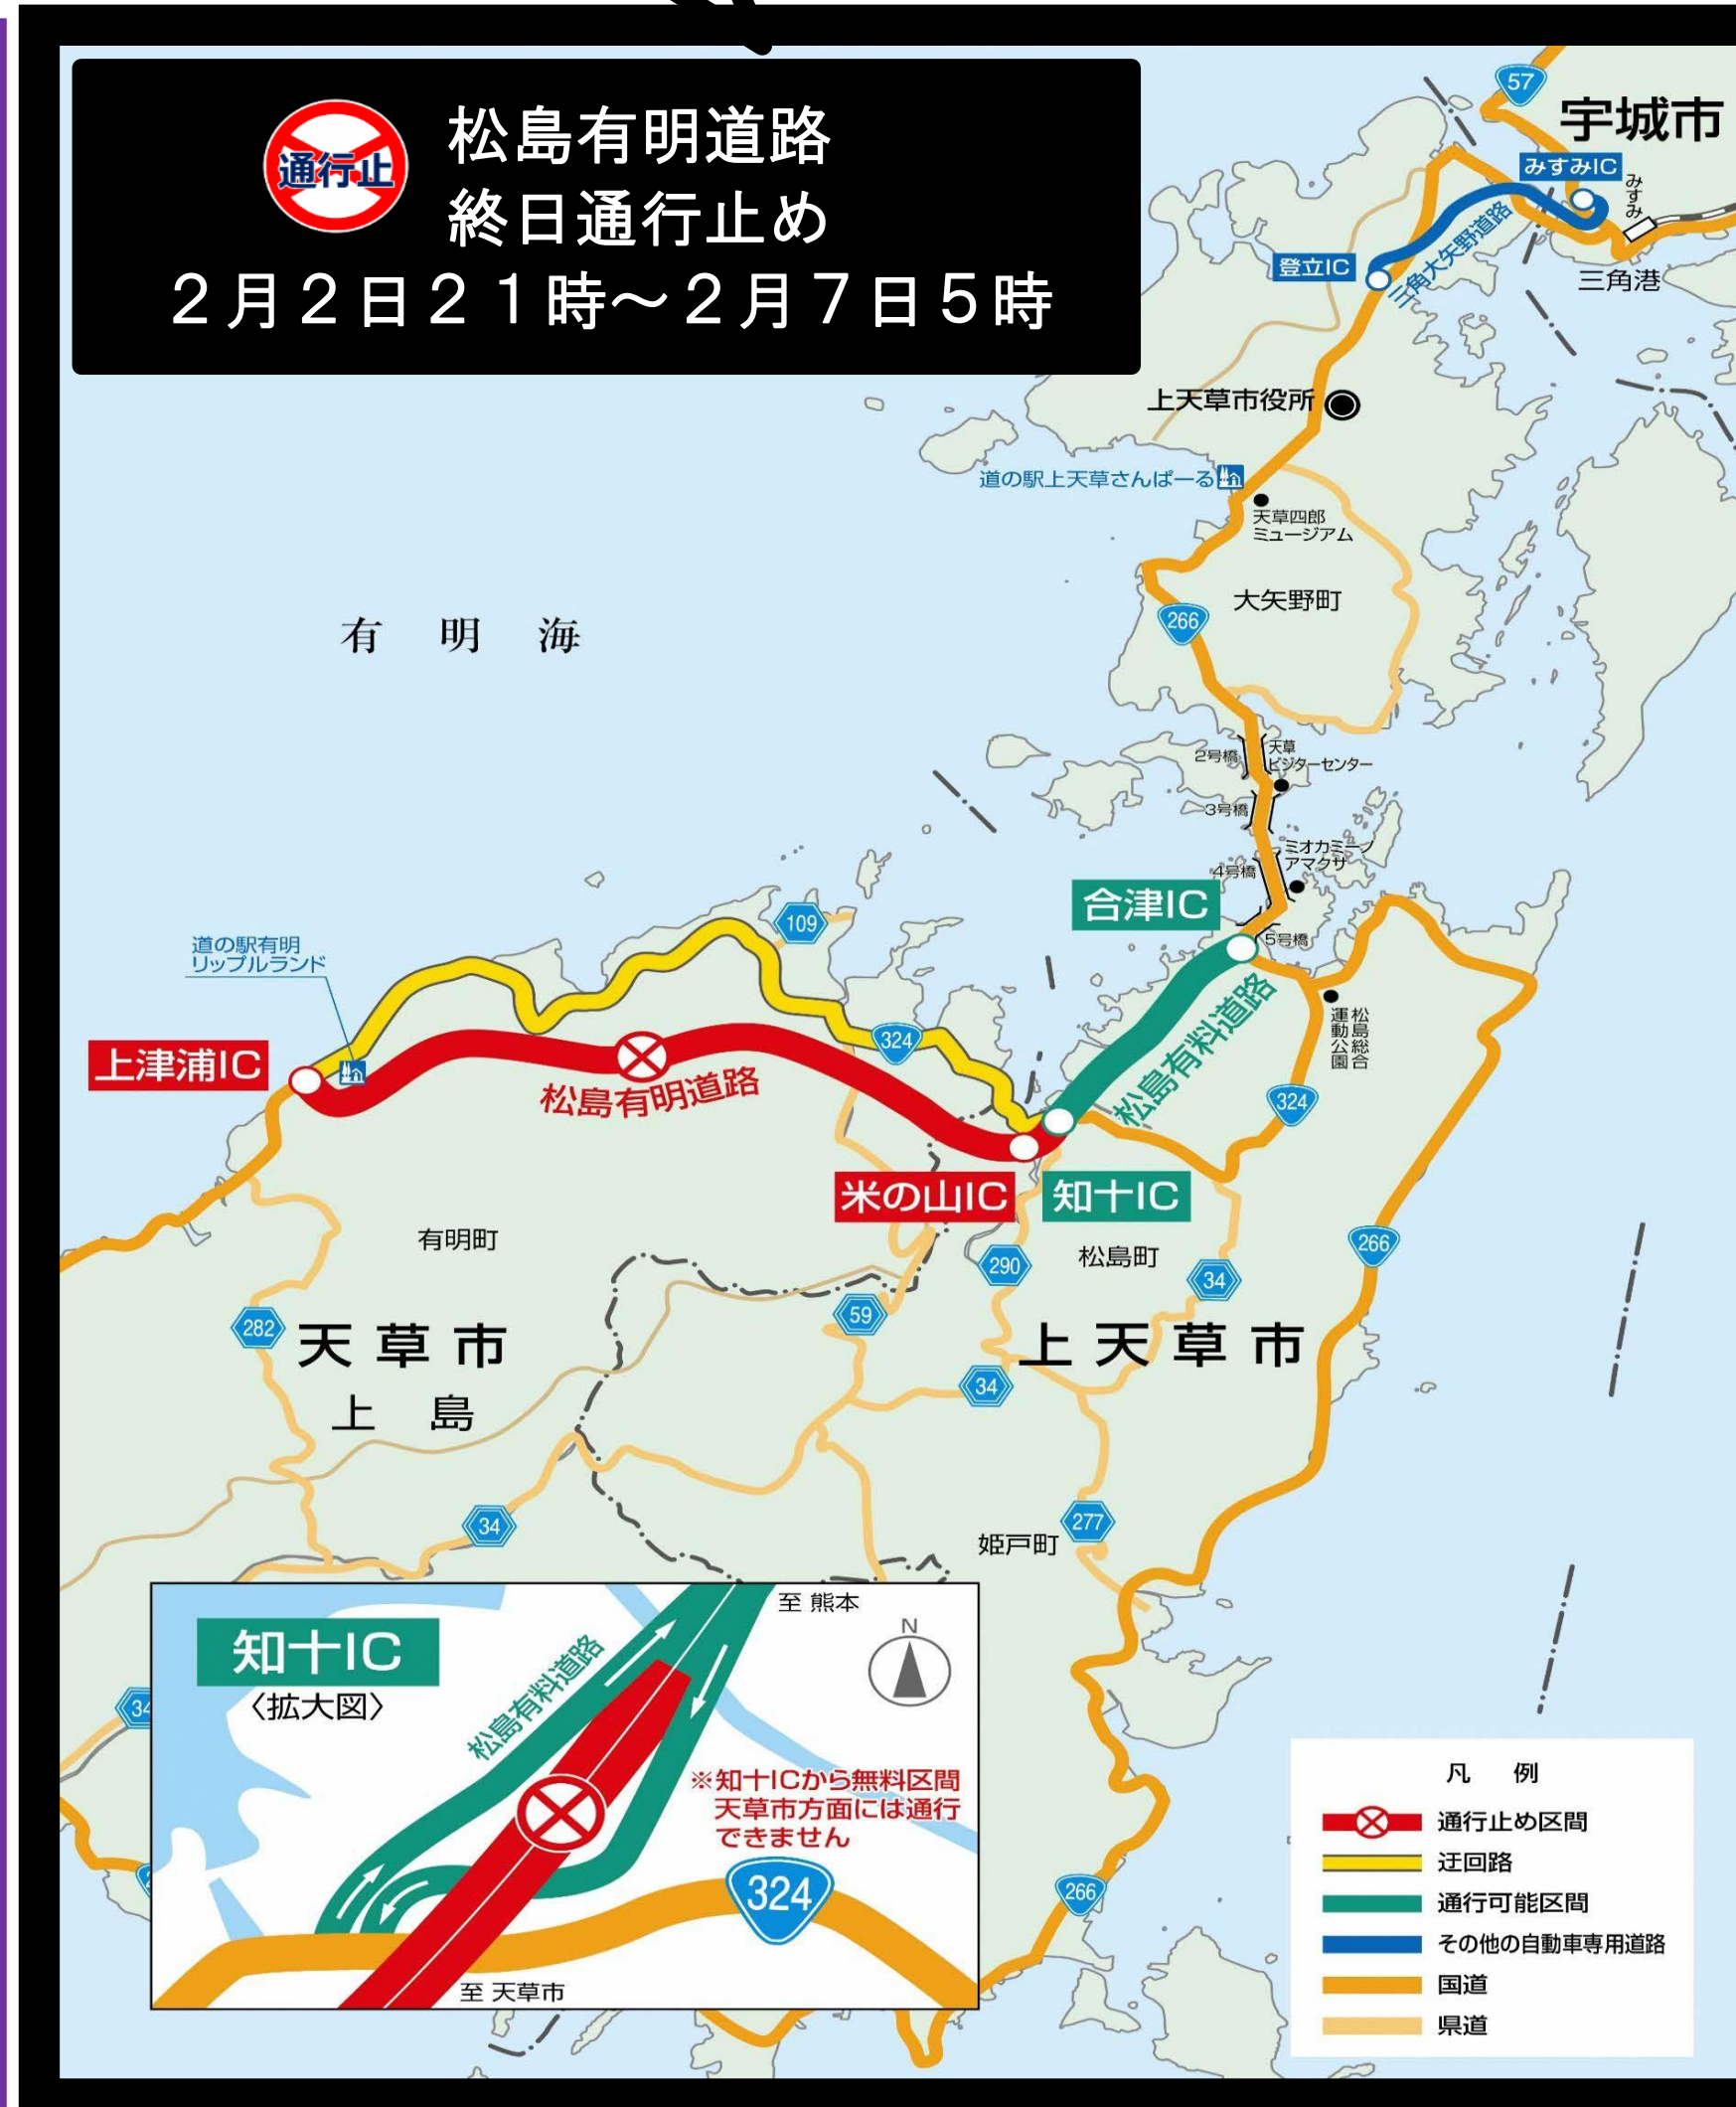 通行止
松島有明道路
終日通行止め
２月２日２１時～２月７日５時
57
宇城市
みすみIC
みすみ
登立IC
三角大矢野道路
三角港
上天草市役所
道の駅上天草さんぱーる
天草四郎
ミュージアム
有明海
大矢野町
266
2号橋
天草
ビジターセンター
3号橋
ミオカミーノ
アマクサ
4号橋
合津IC
5号橋
109
道の駅有明
リップルランド
松島総合
運動公園
324
上津浦IC
松島有明道路
松島有料道路
324
米の山IC
知十IC
有明町
松島町
266
290
34
59
282
天草市
上島
上天草市
34
34
277
姫戸町
至 熊本
N
知十IC
〈拡大図〉
松島有料道路
34
※知十ICから無料区間
天草市方面には通行
できません
324
至 天草市
266
凡例
通行止め区間
迂回路
通行可能区間
その他の自動車専用道路
国道
県道